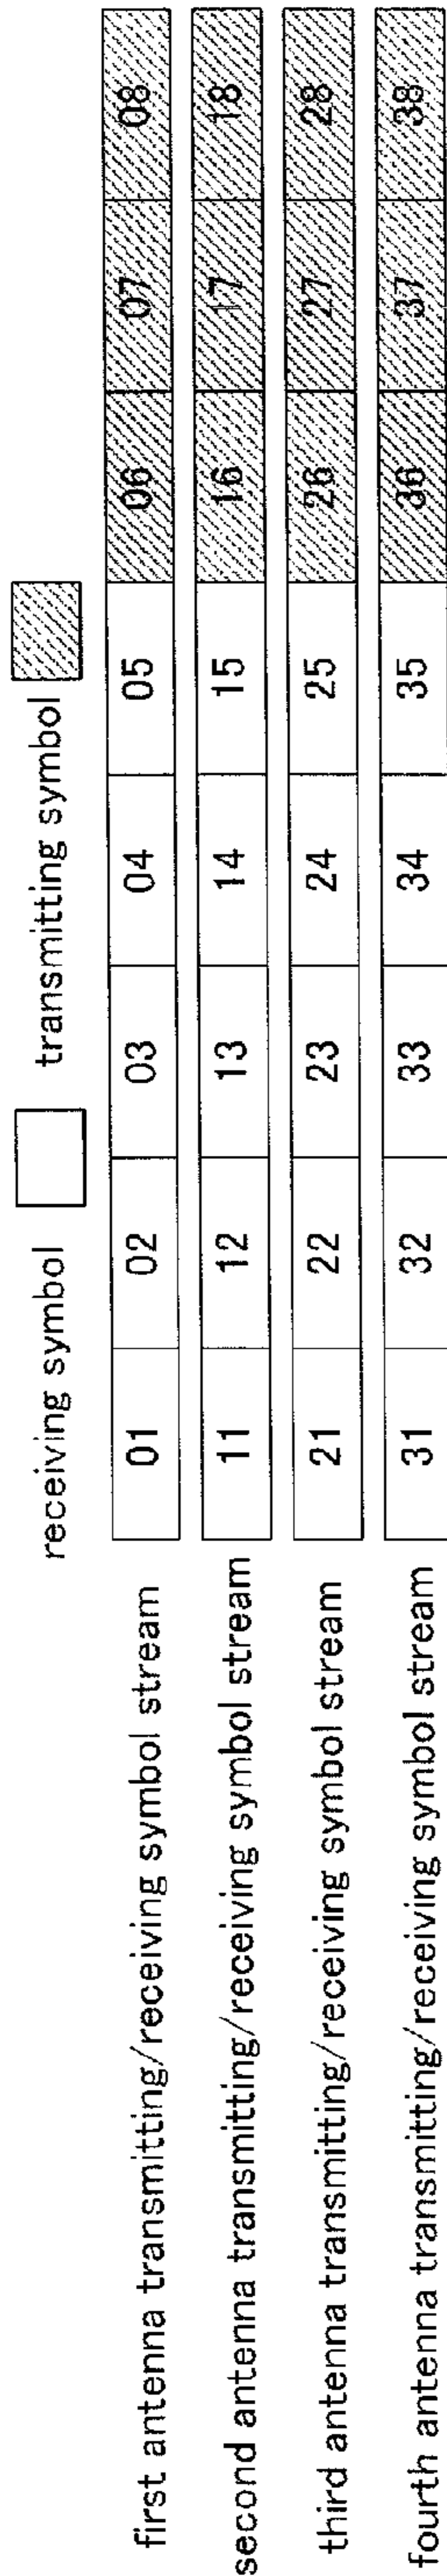 receiving symbol transmitting symbol
first antenna transmitting/receiving symbol stream 01 02 03 04 05 06 07 08
second antenna transmitting/receiving symbol stream 11 12 13 14 15 16 17 18
third antenna transmitting/receiving symbol stream 21 22 23 24 25 26 27 28
fourth antenna transmitting/receiving symbol stream 31 32 33 34 35 36 37 38